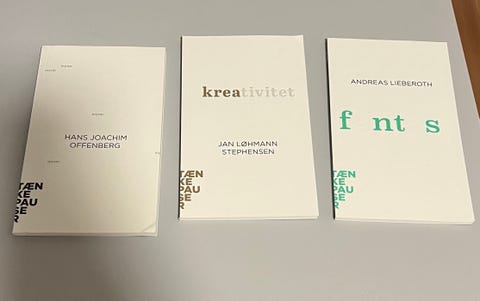 HANS JOACHIM
OFFENBERG
TÆN
KE
PAU
SE
R
kreativitet
JAN LØHMANN
STEPHENSEN
TÆN
KE
PAU
SE
R
ANDREAS LIEBEROTH
f nt s
TÆN
KE
PAU
SE
R